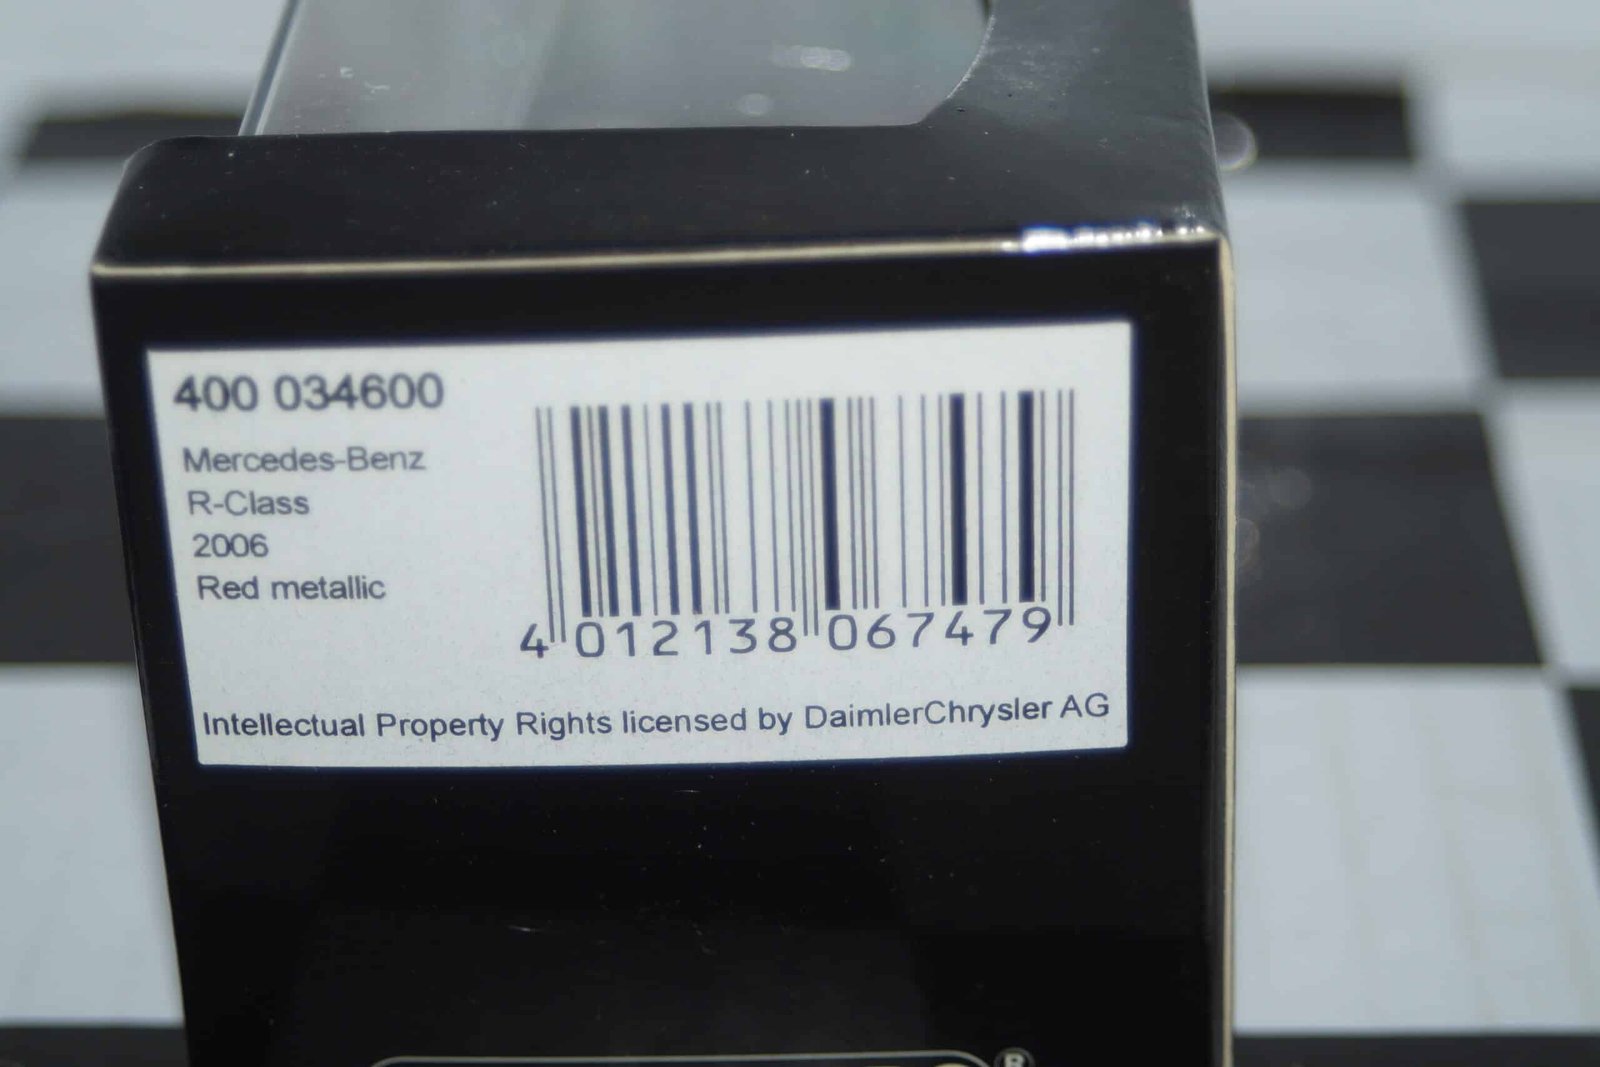 400 034600
Mercedes-Benz
R-Class
2006
Red metallic
4 012138 067479
Intellectual Property Rights licensed by DaimlerChrysler AG
®